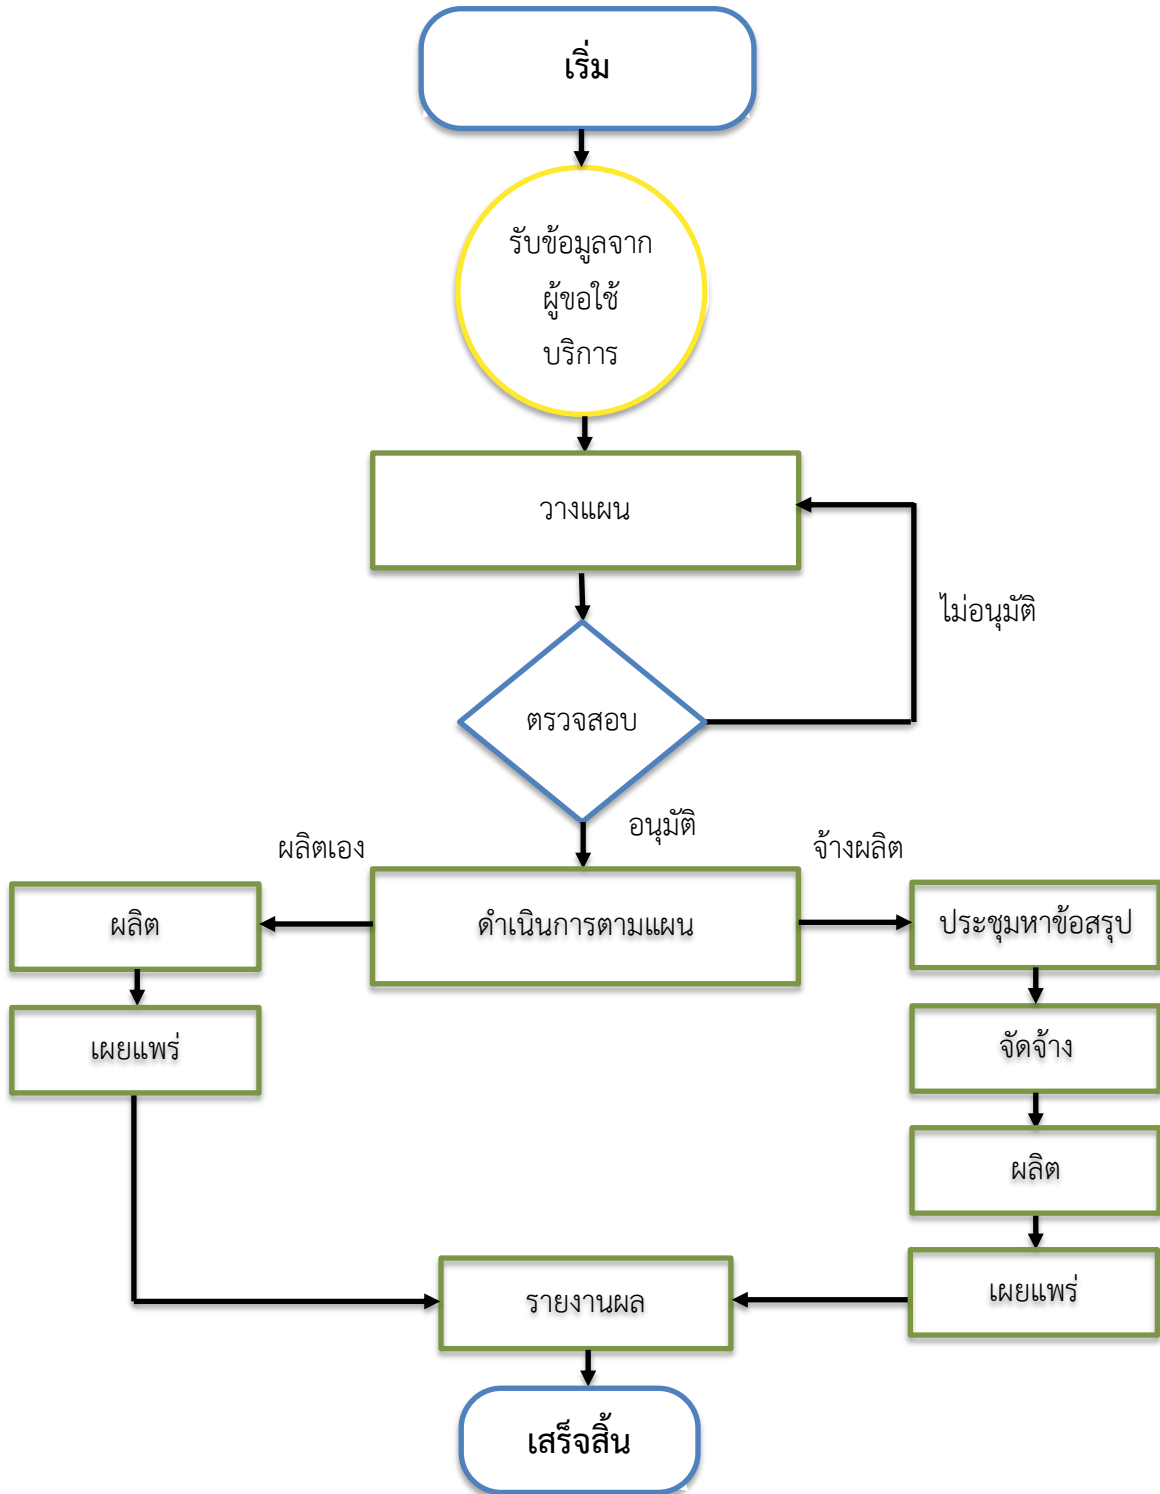 เริ่ม
รับข้อมูลจาก
ผู้ขอใช้
บริการ
วางแผน
ไม่อนุมัติ
ตรวจสอบ
อนุมัติ
ผลิตเอง
จ้างผลิต
ผลิต
ดำเนินการตามแผน
ประชุมหาข้อสรุป
เผยแพร่
จัดจ้าง
ผลิต
เผยแพร่
รายงานผล
เสร็จสิ้น